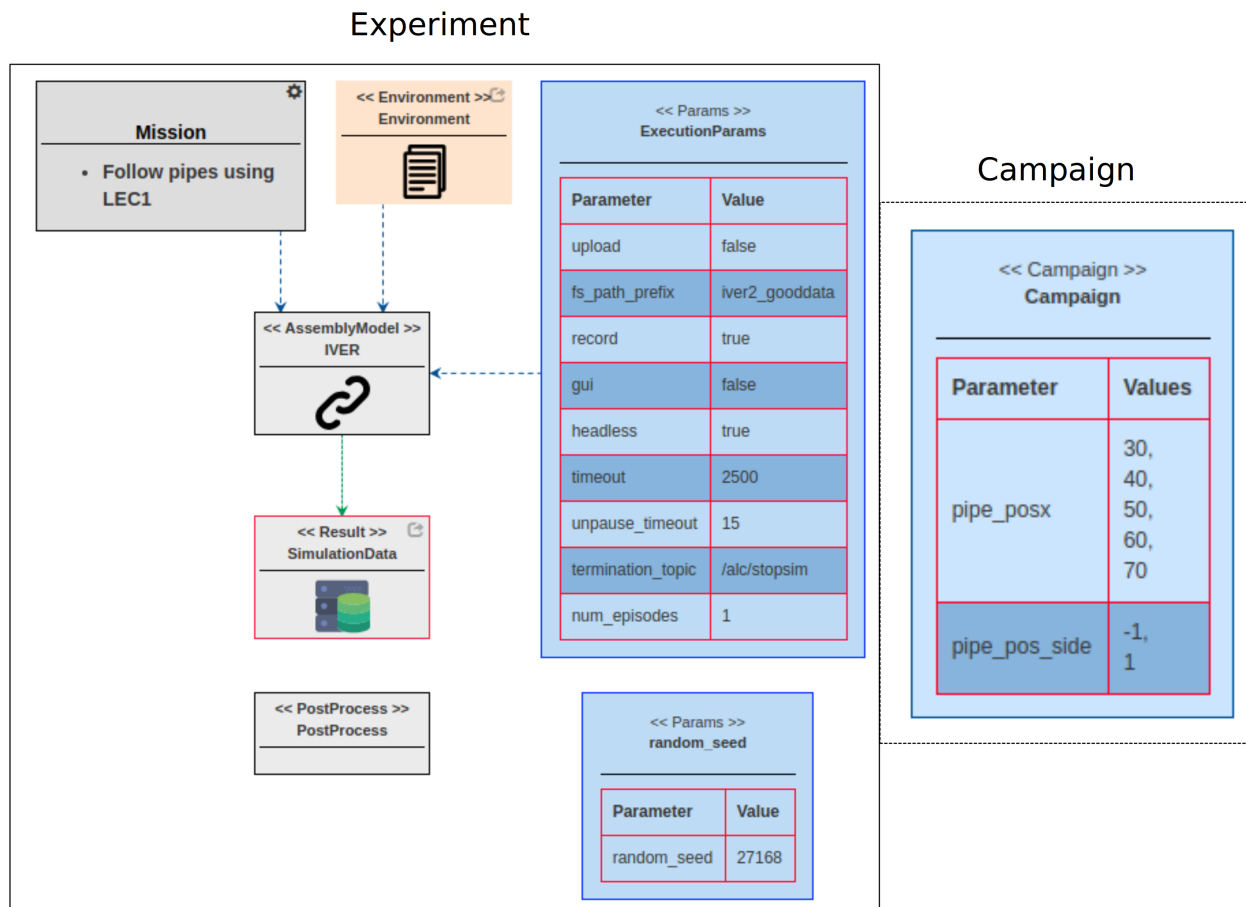 Experiment
Mission
• Follow pipes using
LEC1
<< Environment >>
Environment
<< Params >>
ExecutionParams
Parameter Value
upload false
fs_path_prefix iver2_gooddata
record true
gui false
headless true
timeout 2500
unpause_timeout 15
termination_topic /alc/stopsim
num_episodes 1
<< AssemblyModel >>
IVER
<< Result >>
SimulationData
<< PostProcess >>
PostProcess
<< Params >>
random_seed
Parameter Value
random_seed 27168
Campaign
<< Campaign >>
Campaign
Parameter Values
pipe_posx 30,
40,
50,
60,
70
pipe_pos_side -1,
1